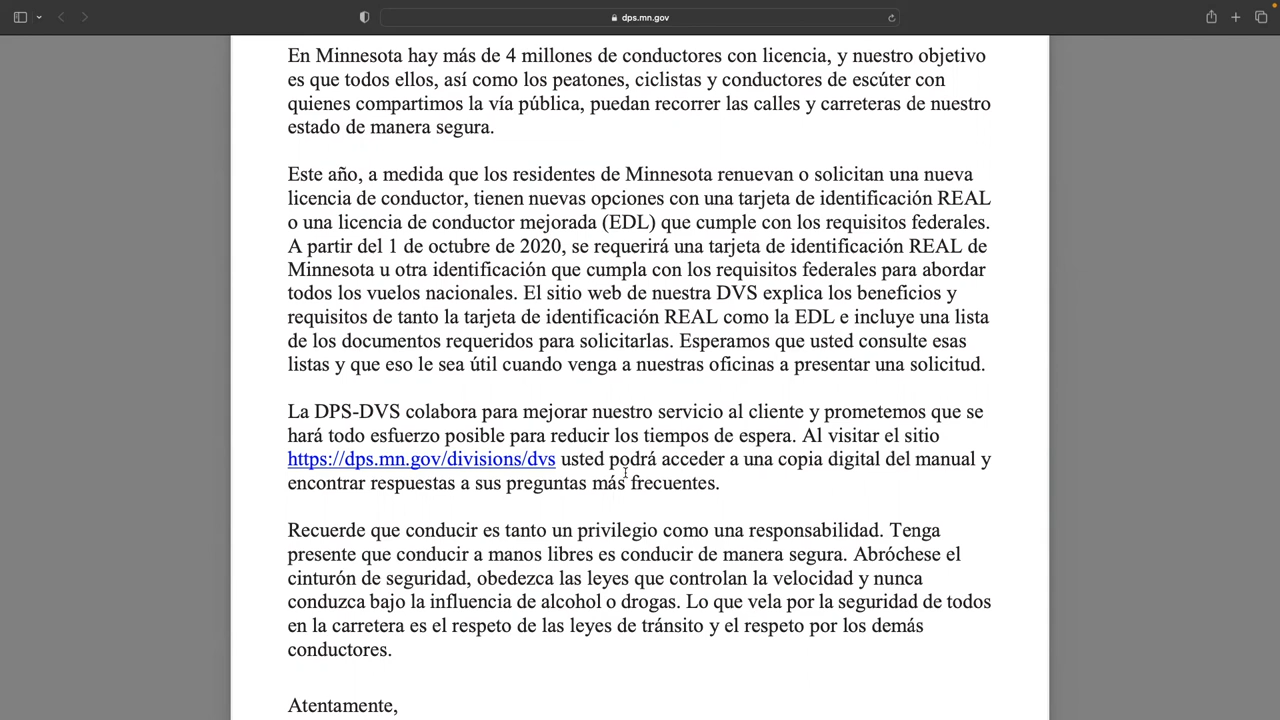 dps.mn.gov
En Minnesota hay más de 4 millones de conductores con licencia, y nuestro objetivo
es que todos ellos, así como los peatones, ciclistas y conductores de escúter con
quienes compartimos la vía pública, puedan recorrer las calles y carreteras de nuestro
estado de manera segura.
Este año, a medida que los residentes de Minnesota renuevan o solicitan una nueva
licencia de conductor, tienen nuevas opciones con una tarjeta de identificación REAL
o una licencia de conductor mejorada (EDL) que cumple con los requisitos federales.
A partir del 1 de octubre de 2020, se requerirá una tarjeta de identificación REAL de
Minnesota u otra identificación que cumpla con los requisitos federales para abordar
todos los vuelos nacionales. El sitio web de nuestra DVS explica los beneficios y
requisitos de tanto la tarjeta de identificación REAL como la EDL e incluye una lista
de los documentos requeridos para solicitarlas. Esperamos que usted consulte esas
listas y que eso le sea útil cuando venga a nuestras oficinas a presentar una solicitud.
La DPS-DVS colabora para mejorar nuestro servicio al cliente y prometemos que se
hará todo esfuerzo posible para reducir los tiempos de espera. Al visitar el sitio
https://dps.mn.gov/divisions/dvs usted podrá acceder a una copia digital del manual y
encontrar respuestas a sus preguntas más frecuentes.
Recuerde que conducir es tanto un privilegio como una responsabilidad. Tenga
presente que conducir a manos libres es conducir de manera segura. Abróchese el
cinturón de seguridad, obedezca las leyes que controlan la velocidad y nunca
conduzca bajo la influencia de alcohol o drogas. Lo que vela por la seguridad de todos
en la carretera es el respeto de las leyes de tránsito y el respeto por los demás
conductores.
Atentamente,